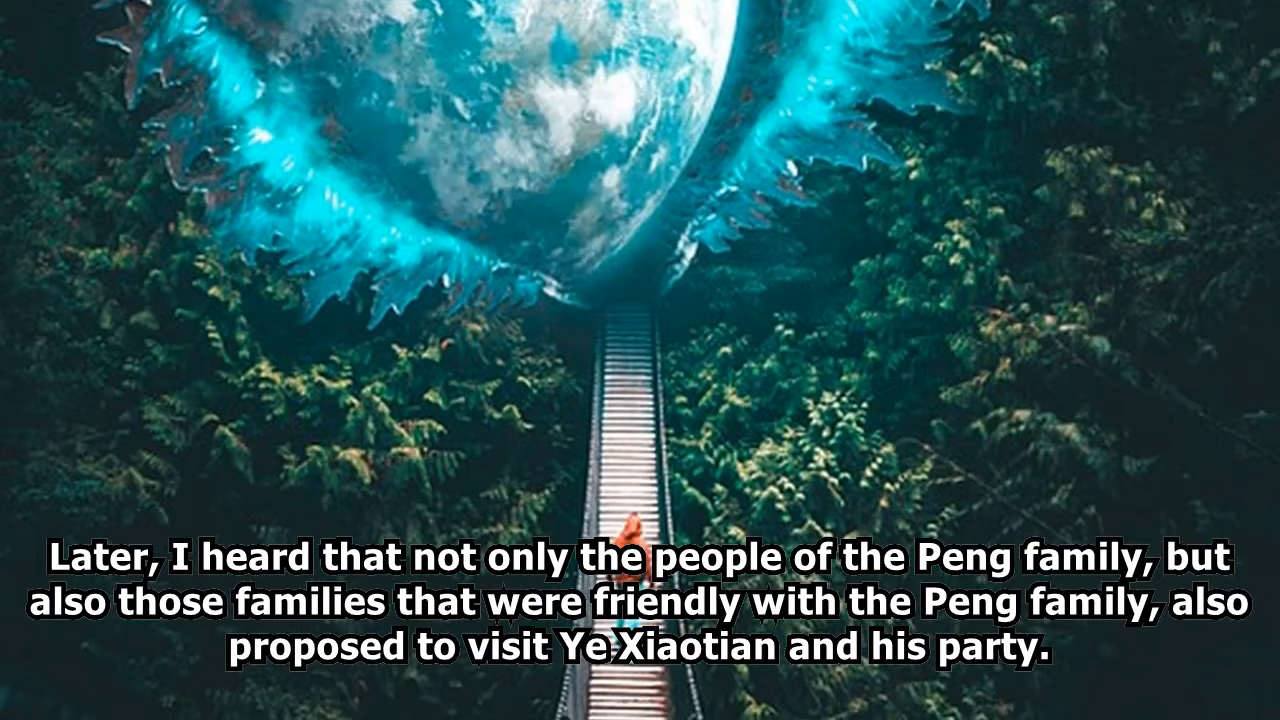 Later, I heard that not only the people of the Peng family, but
also those families that were friendly with the Peng family, also
proposed to visit Ye Xiaotian and his party.